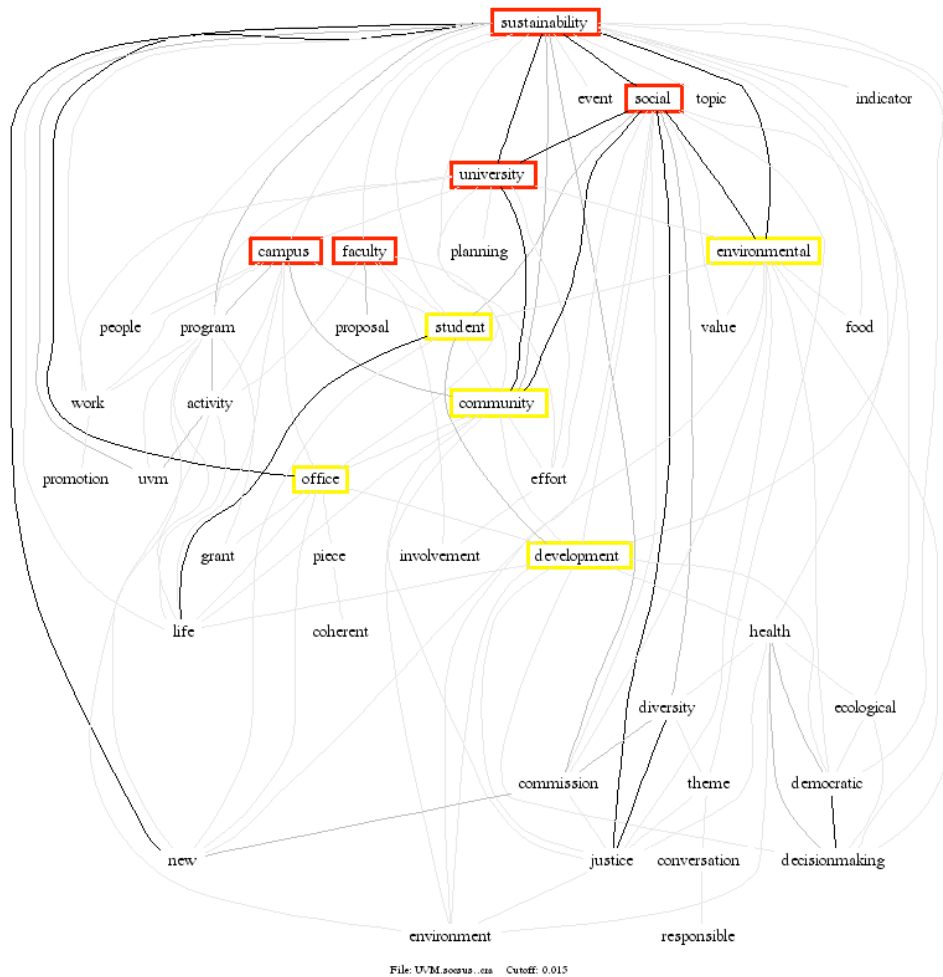 sustainability
event social topic indicator
university
campus faculty planning environmental
people program proposal student value food
work activity community
promotion uvm office effort
grant piece involvement development
life coherent health
diversity ecological
commission theme democratic
new justice conversation decisionmaking
environment responsible
File: UVM.socsus..cra Cutoff: 0.015